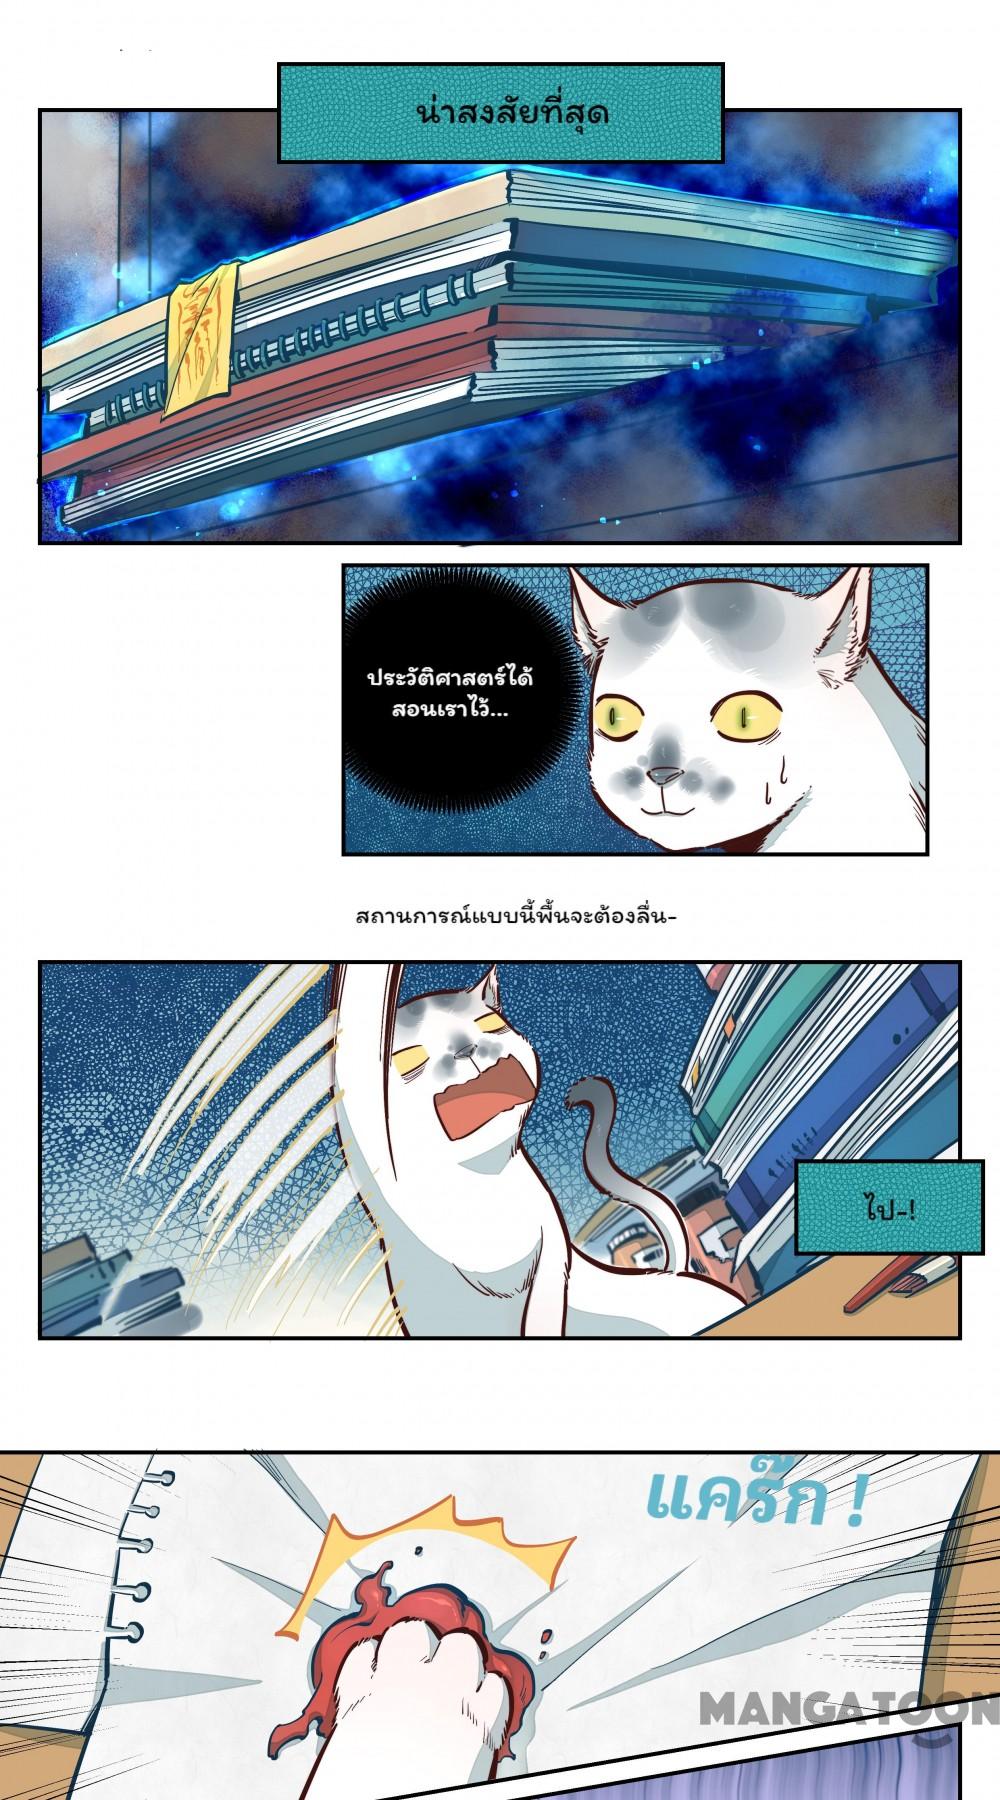 น่าสงสัยที่สุด
ประวัติศาสตร์ได้
สอนเราไว้...
สถานการณ์แบบนี้พื้นจะต้องลื่น-
ไป-!
แคร๊ก !
MANGATOON